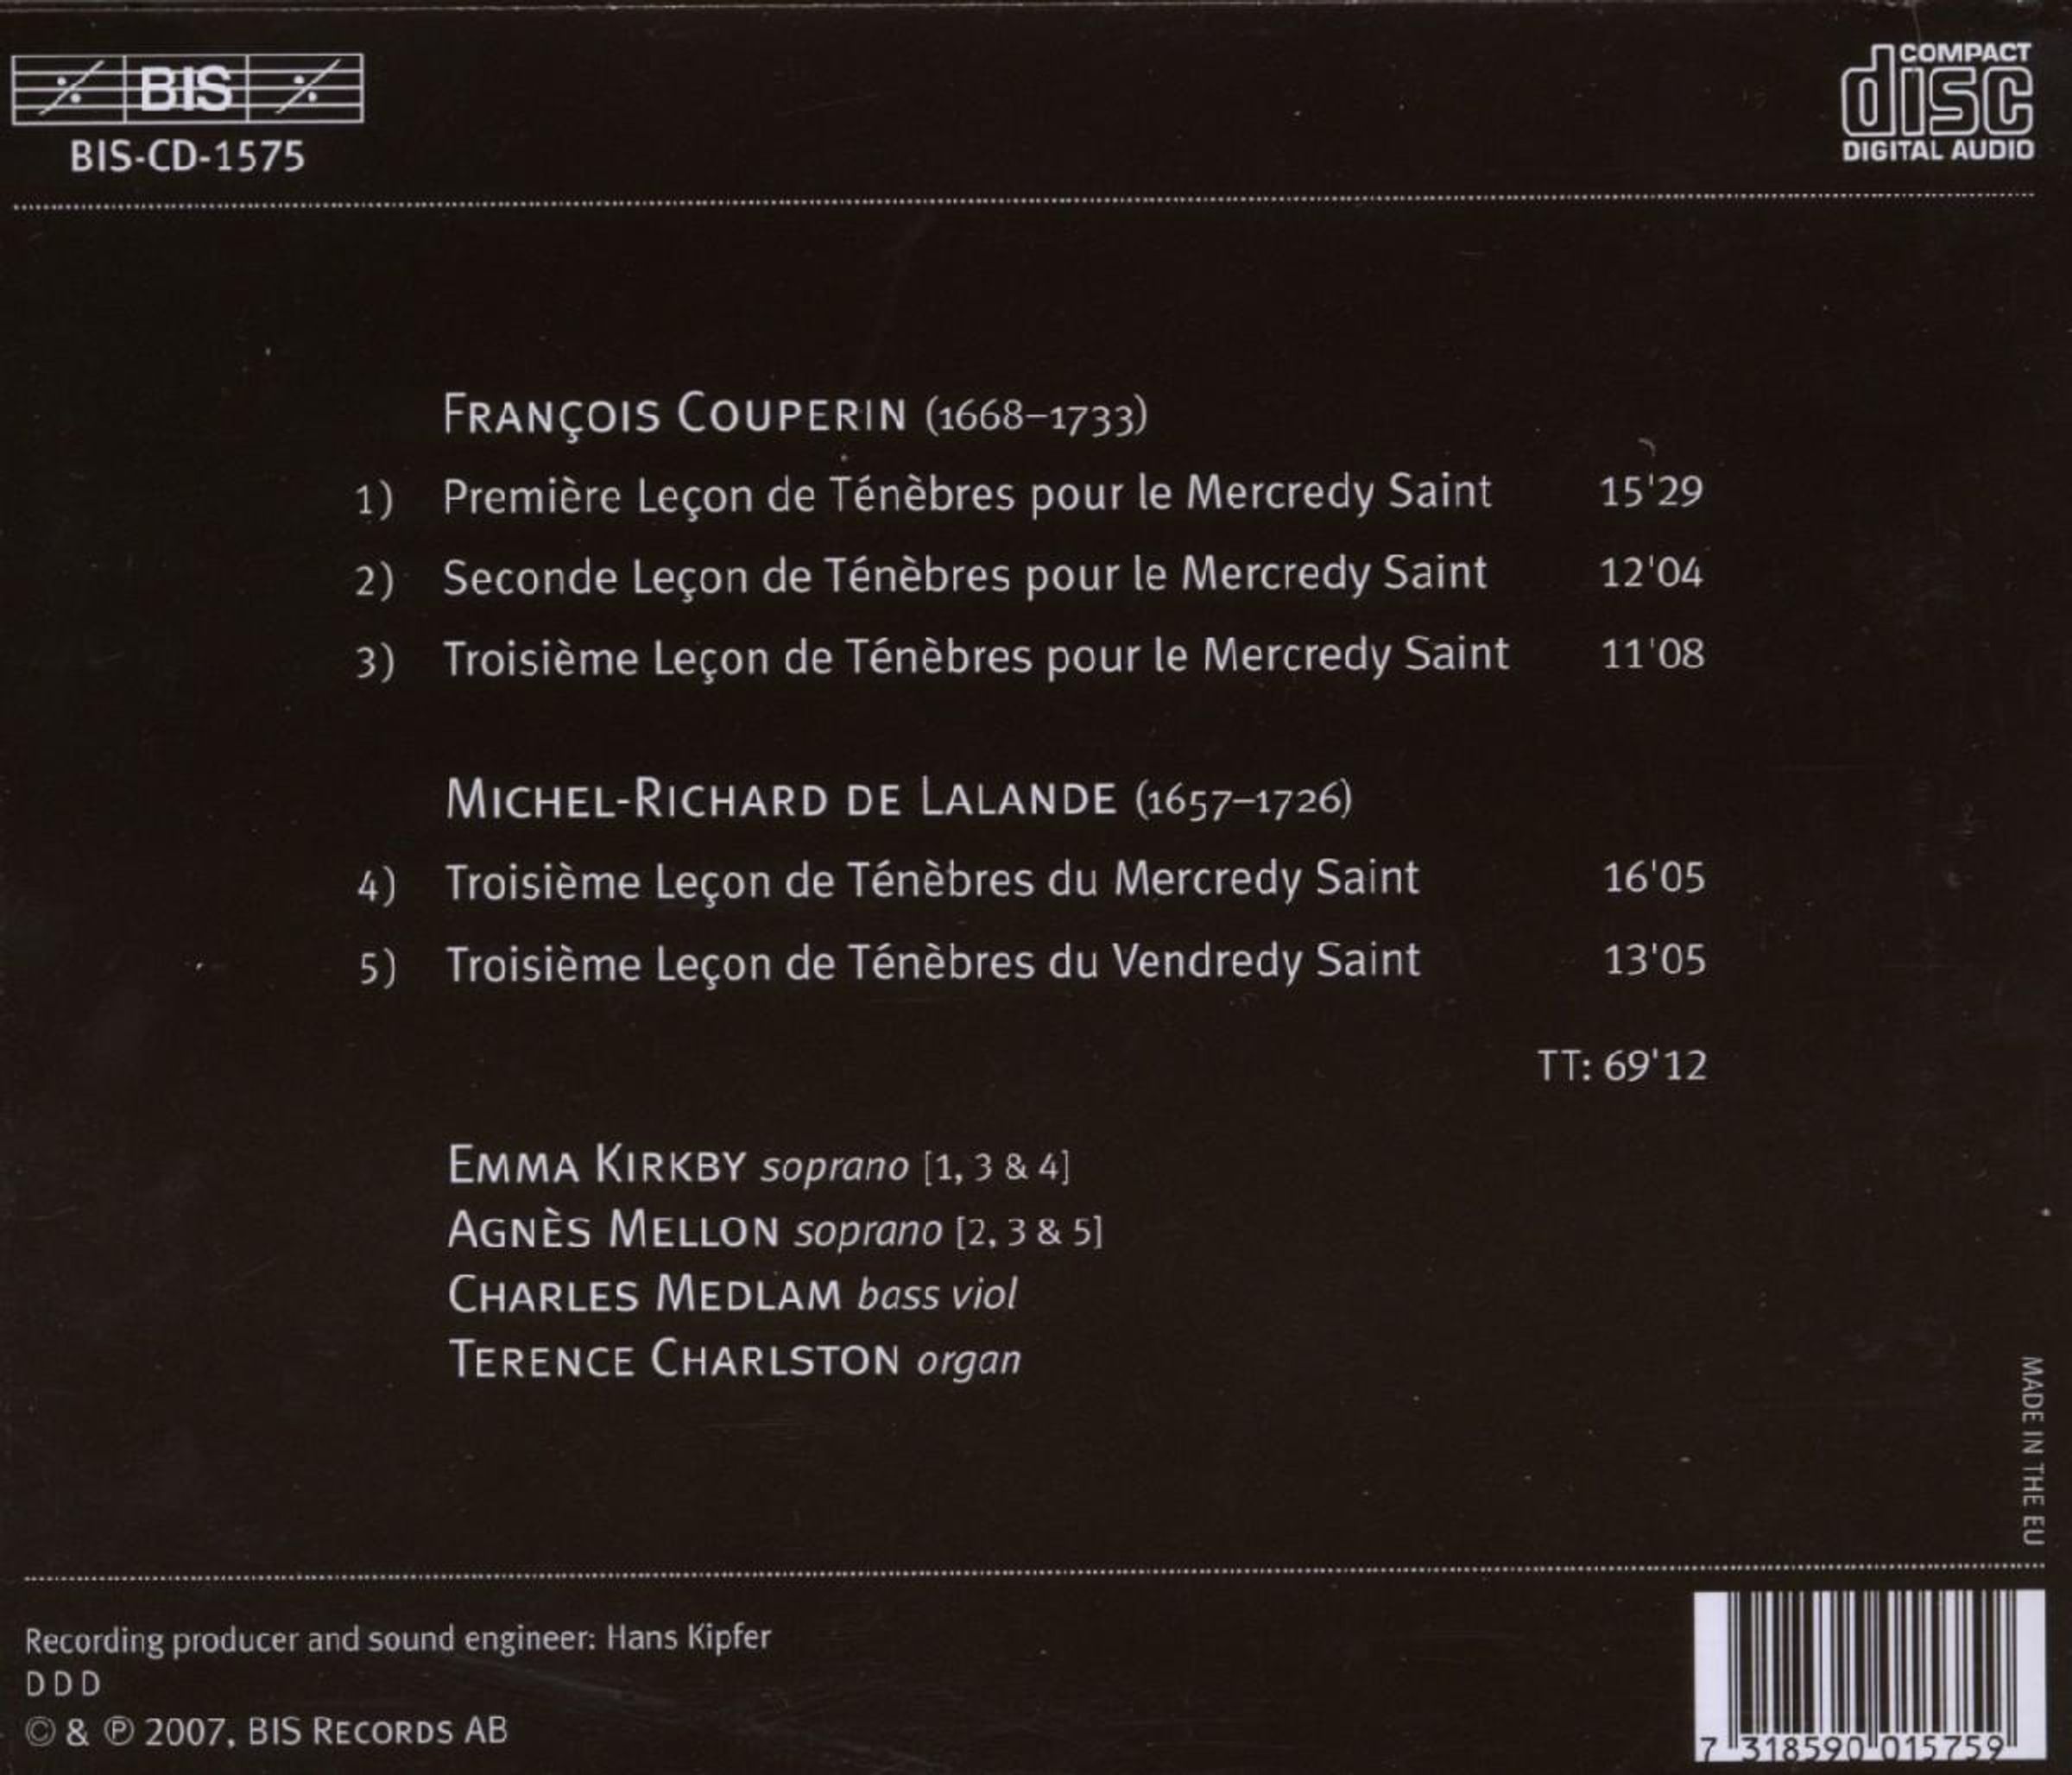 BIS
BIS-CD-1575
COMPACT
disc
DIGITAL AUDIO
FRANÇOIS COUPERIN (1668–1733)
1) Première Leçon de Ténèbres pour le Mercredy Saint 15'29
2) Seconde Leçon de Ténèbres pour le Mercredy Saint 12'04
3) Troisième Leçon de Ténèbres pour le Mercredy Saint 11'08
MICHEL-RICHARD DE LALANDE (1657–1726)
4) Troisième Leçon de Ténèbres du Mercredy Saint 16'05
5) Troisième Leçon de Ténèbres du Vendredy Saint 13'05
TT: 69'12
EMMA KIRKBY soprano [1, 3 & 4]
AGNÈS MELLON soprano [2, 3 & 5]
CHARLES MEDLAM bass viol
TERENCE CHARLSTON organ
MADE IN THE EU
Recording producer and sound engineer: Hans Kipfer
D D D
© & ℗ 2007, BIS RECORDS AB
7 318590 015759